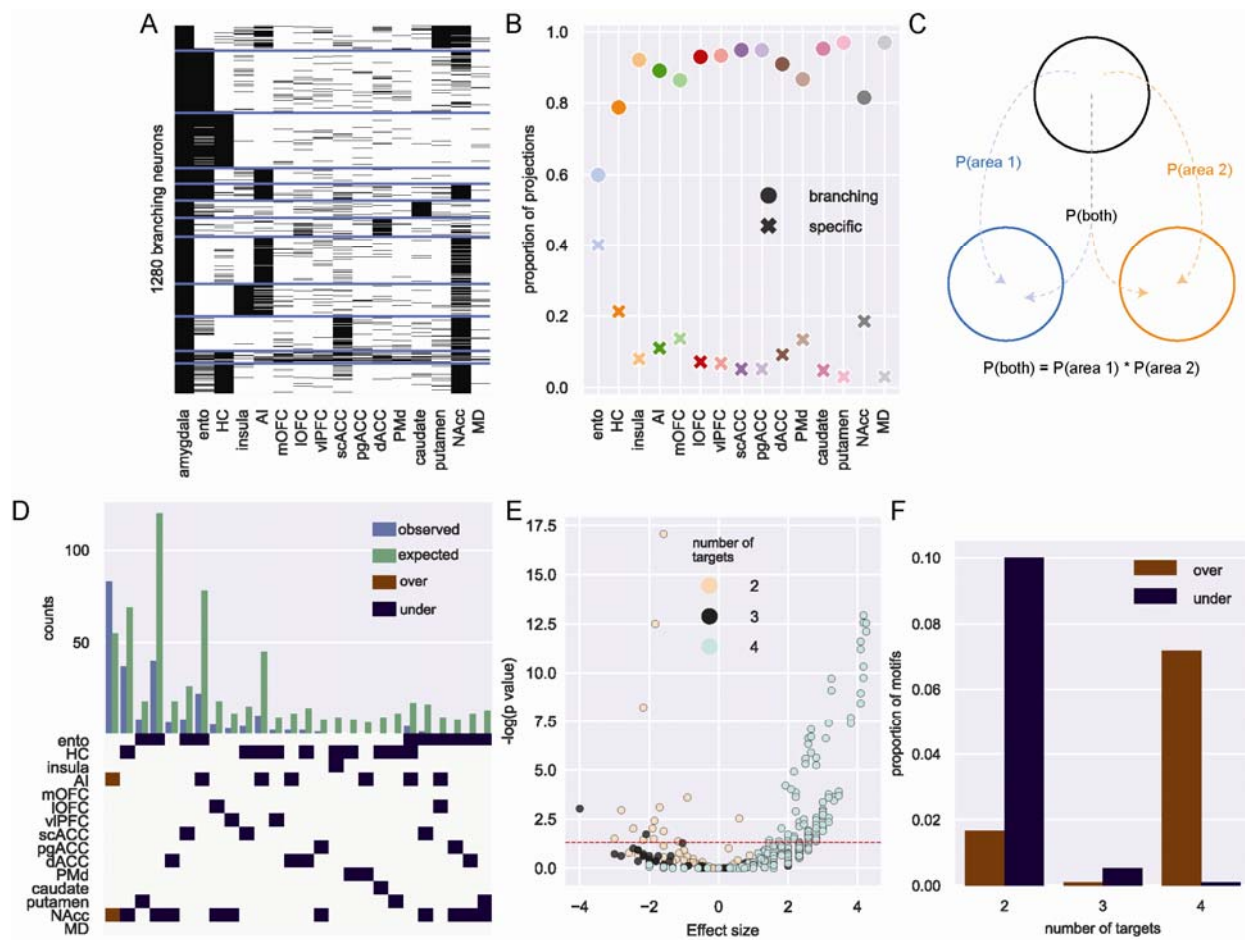 A
1280 branching neurons
amygdala
ento
HC
insula
AI
mOFC
lOFC
vlPFC
scACC
pgACC
dACC
PMd
caudate
putamen
NAcc
MD
B
proportion of projections
1.0
0.8
0.6
0.4
0.2
0.0
branching
specific
ento
HC
insula
AI
mOFC
lOFC
vlPFC
scACC
pgACC
dACC
PMd
caudate
putamen
NAcc
MD
C
P(area 1)
P(area 2)
P(both)
P(both) = P(area 1) * P(area 2)
D
counts
100
50
observed
expected
over
under
ento
HC
insula
AI
mOFC
lOFC
vlPFC
scACC
pgACC
dACC
PMd
caudate
putamen
NAcc
MD
E
-log(p value)
17.5
15.0
12.5
10.0
7.5
5.0
2.5
0.0
number of
targets
2
3
4
−4
−2
0
2
4
Effect size
F
proportion of motifs
0.10
0.08
0.06
0.04
0.02
0.00
over
under
2
3
4
number of targets